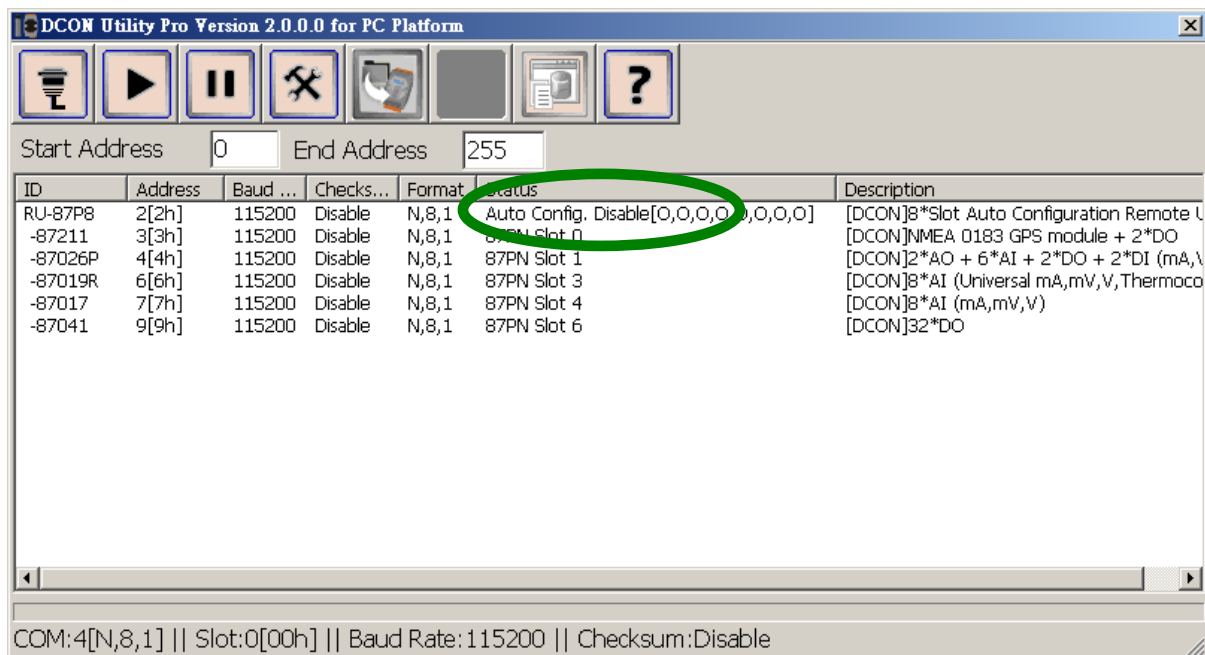 DCON Utility Pro Version 2.0.0.0 for PC Platform
Start Address 0 End Address 255
ID Address Baud ... Checks... Format Status Description
RU-87P8 2[2h] 115200 Disable N,8,1 Auto Config. Disable[O,O,O,O,O,O,O,O] [DCON]8*Slot Auto Configuration Remote U
-87211 3[3h] 115200 Disable N,8,1 87PN Slot 0 [DCON]NMEA 0183 GPS module + 2*DO
-87026P 4[4h] 115200 Disable N,8,1 87PN Slot 1 [DCON]2*AO + 6*AI + 2*DO + 2*DI (mA,\
-87019R 6[6h] 115200 Disable N,8,1 87PN Slot 3 [DCON]8*AI (Universal mA,mV,V,Thermoco
-87017 7[7h] 115200 Disable N,8,1 87PN Slot 4 [DCON]8*AI (mA,mV,V)
-87041 9[9h] 115200 Disable N,8,1 87PN Slot 6 [DCON]32*DO
COM:4[N,8,1] || Slot:0[00h] || Baud Rate:115200 || Checksum:Disable